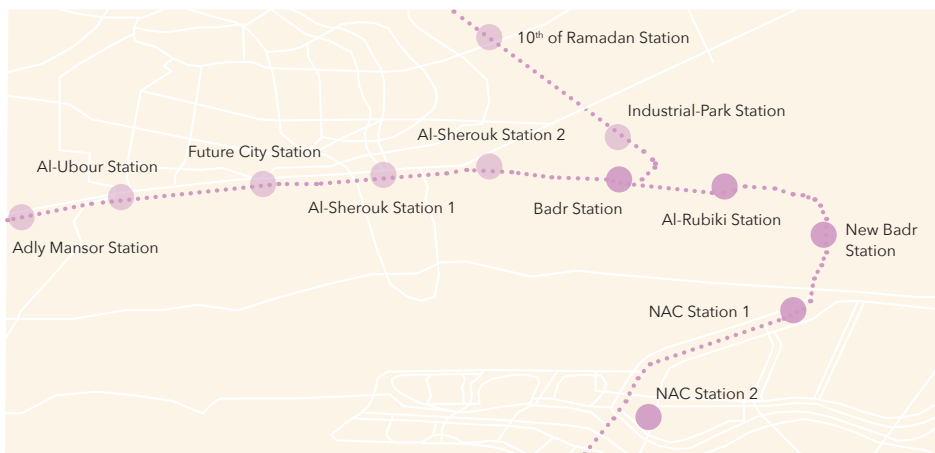 10th of Ramadan Station
Industrial-Park Station
Al-Sherouk Station 2
Future City Station
Al-Ubour Station
Al-Sherouk Station 1
Badr Station
Al-Rubiki Station
Adly Mansor Station
New Badr
Station
NAC Station 1
NAC Station 2